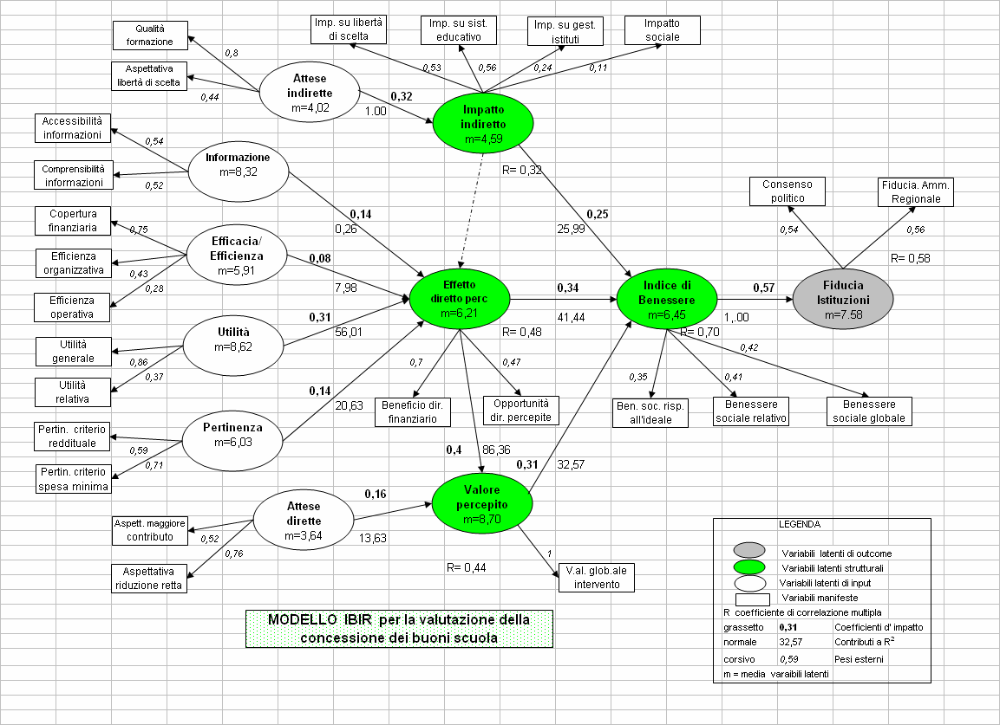 Qualità
formazione
Aspettativa
libertà di scelta
0,8
0,44
Attese
indirette
m=4,02
0,32
1.00
Imp. su libertà
di scelta
Imp. su sist.
educativo
Imp. su gest.
istituti
Impatto
sociale
0,53
0,56
0,24
0,11
Impatto
indiretto
m=4,59
R= 0,32
Accessibilità
informazioni
Comprensibilità
informazioni
0,54
0,52
Informazione
m=8,32
0,14
0,26
0,25
25,99
Copertura
finanziaria
Efficienza
organizzativa
Efficienza
operativa
0,75
0,43
0,28
Efficacia/
Efficienza
m=5,91
0,08
7,98
Utilità
generale
Utilità
relativa
0,86
0,37
Utilità
m=8,62
0,31
56,01
Pertin. criterio
reddituale
Pertin. criterio
spesa minima
0,59
0,71
Pertinenza
m=6,03
0,14
20,63
Effetto
diretto perc
m=6,21
R= 0,48
0,34
41,44
0,7
0,47
Beneficio dir.
finanziario
Opportunità
dir. percepite
0,4
86,36
0,31
32,57
Indice di
Benessere
m=6,45
R= 0,70
0,57
1,.00
0,35
0,41
0,42
Ben. soc. risp.
all'ideale
Benessere
sociale relativo
Benessere
sociale globale
Consenso
politico
Fiducia. Amm.
Regionale
0,54
0,56
R= 0,58
Fiducia
Istituzioni
m=7.58
Aspett. maggiore
contributo
Aspettativa
riduzione retta
0,52
0,76
Attese
dirette
m=3,64
0,16
13,63
Valore
percepito
m=8,70
R= 0,44
1
V.al. glob.ale
intervento
MODELLO IBIR per la valutazione della
concessione dei buoni scuola
LEGENDA
Variabili latenti di outcome
Variabili latenti strutturali
Variabili latenti di input
Variabili manifeste
R coefficiente di correlazione multipla
grassetto 0,31 Coefficienti d' impatto
normale 32,57 Contributi a R²
corsivo 0,59 Pesi esterni
m = media varaibili latenti